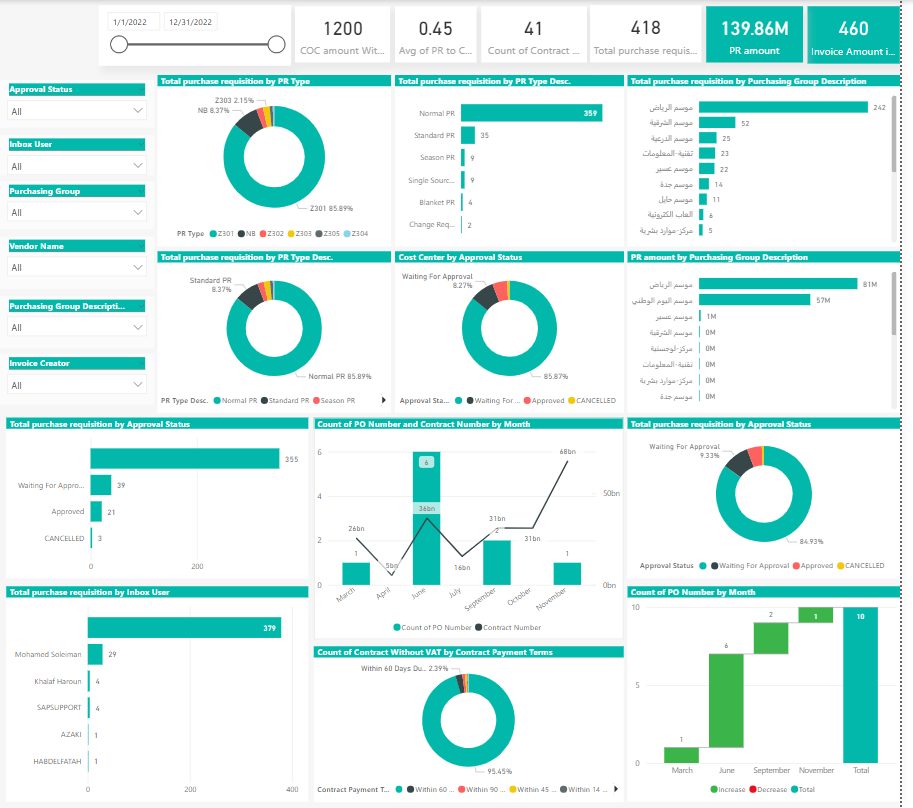 1/1/2022
12/31/2022
1200
COC amount Wit...
0.45
Avg of PR to C...
41
Count of Contract ...
418
Total purchase requis...
139.86M
PR amount
460
Invoice Amount i...
Approval Status
All
Inbox User
All
Purchasing Group
All
Vendor Name
All
Purchasing Group Descripti...
All
Invoice Creator
All
Total purchase requisition by PR Type
Z303 2.15%
NB 8.37%
Z301 85.89%
PR Type Z301 NB Z302 Z303 Z305 Z304
Total purchase requisition by PR Type Desc.
Normal PR 359
Standard PR 35
Season PR 9
Single Sourc... 9
Blanket PR 4
Change Req... 2
Total purchase requisition by Purchasing Group Description
موسم الرياض 242
موسم الشرقية 52
موسم الدرعية 25
تقنية-المعلومات 23
موسم عسير 22
موسم جدة 14
موسم حايل 11
العاب الكترونية 6
مركز-موارد بشرية 5
Total purchase requisition by PR Type Desc.
Standard PR
8.37%
Normal PR 85.89%
PR Type Desc. Normal PR Standard PR Season PR
Cost Center by Approval Status
Waiting For Approval
8.27%
85.87%
Approval Sta... Waiting For ... Approved CANCELLED
PR amount by Purchasing Group Description
موسم الرياض 81M
موسم اليوم الوطني 57M
موسم عسير 1M
موسم الشرقية 0M
مركز-لوجستية 0M
تقنية-المعلومات 0M
مركز-موارد بشرية 0M
موسم جدة 0M
Total purchase requisition by Approval Status
355
Waiting For Appro... 39
Approved 21
CANCELLED 3
0 200
Count of PO Number and Contract Number by Month
6
4
2
0
50bn
0bn
1
6
2
1
26bn
5bn
36bn
16bn
31bn
31bn
68bn
March April June July September October November
Count of PO Number Contract Number
Total purchase requisition by Approval Status
Waiting For Approval
9.33%
84.93%
Approval Status Waiting For Approval Approved CANCELLED
Total purchase requisition by Inbox User
379
Mohamed Soleiman 29
Khalaf Haroun 4
SAPSUPPORT 4
AZAKI 1
HABDELFATAH 1
0 200 400
Count of Contract Without VAT by Contract Payment Terms
Within 60 Days Du... 2.39%
95.45%
Contract Payment T... Within 60 ... Within 90 ... Within 45 ... Within 14 ...
Count of PO Number by Month
10
5
0
1
6
2
1
10
March June September November Total
Increase Decrease Total